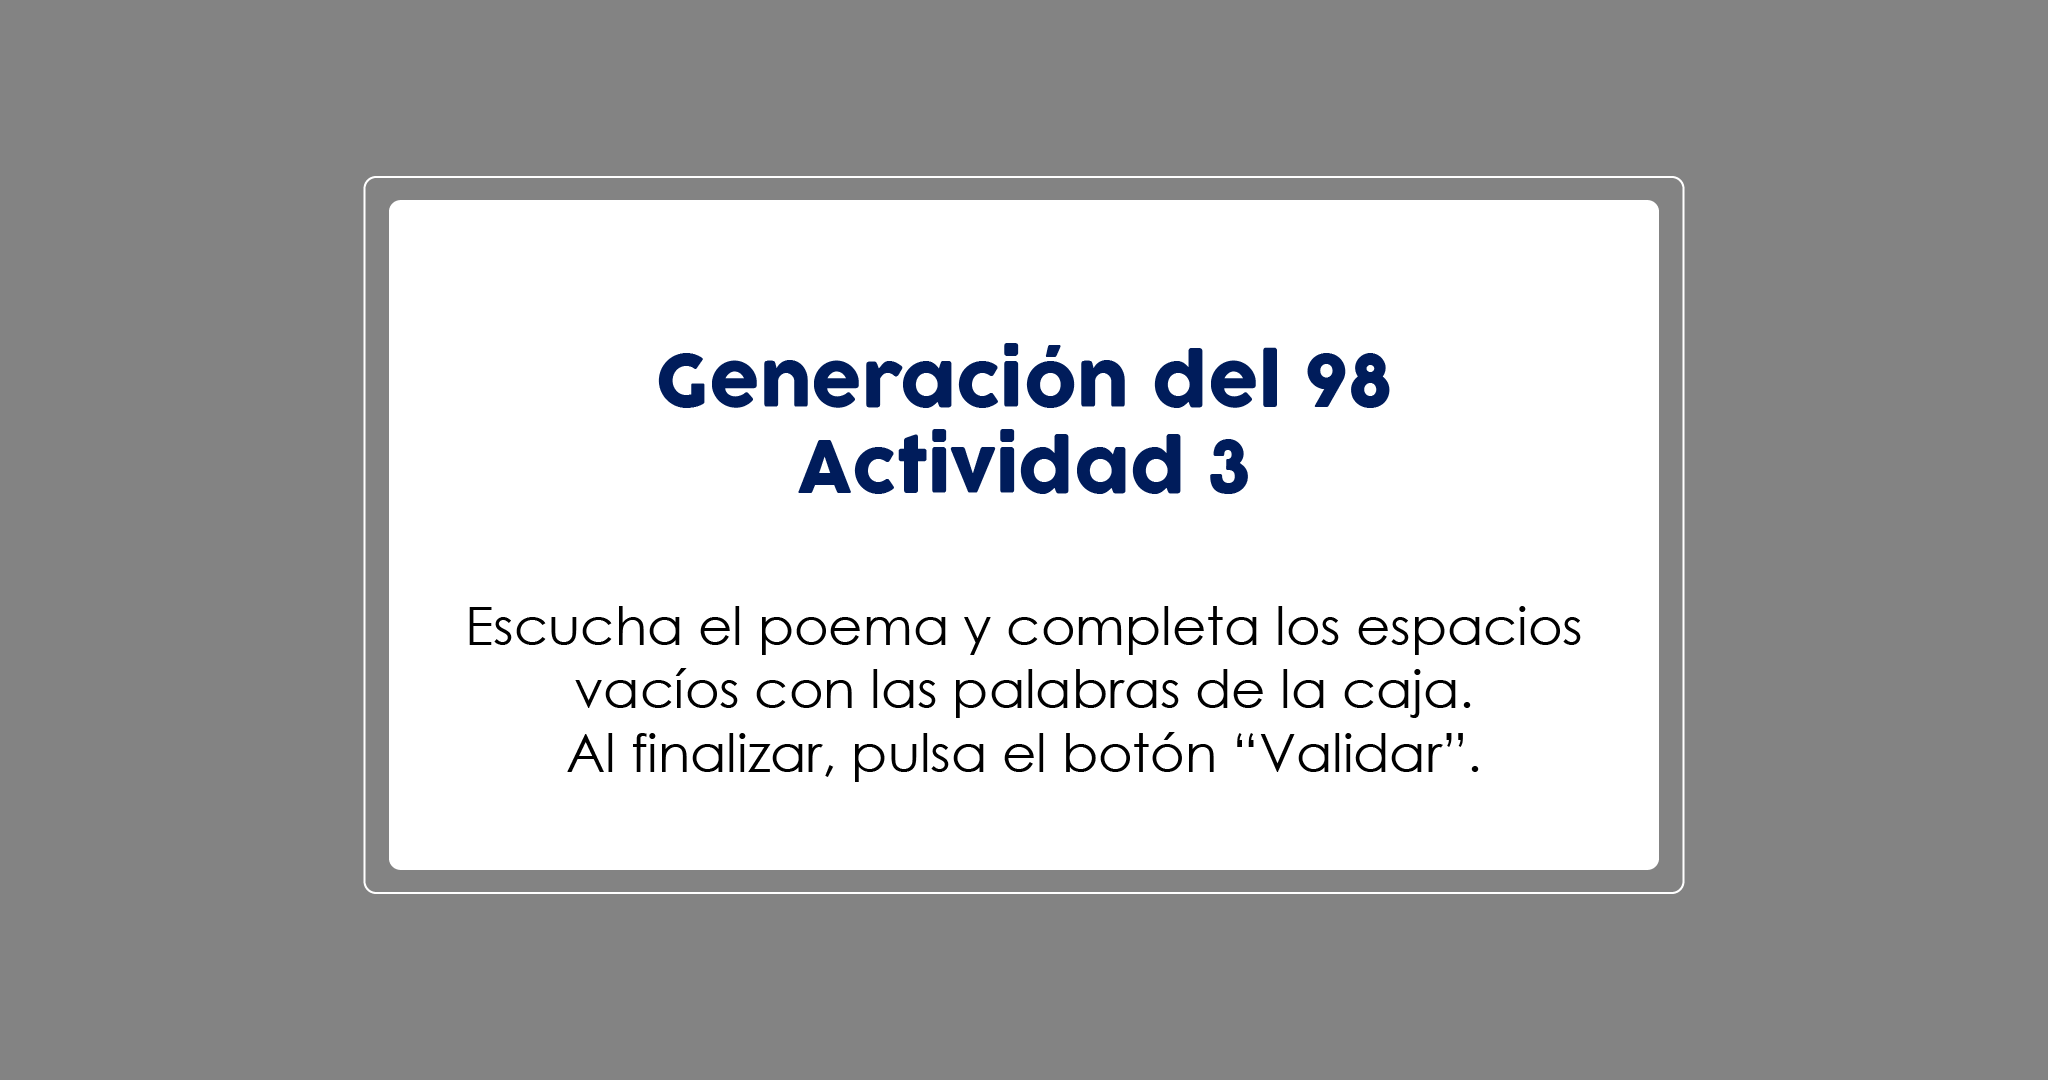 Generación del 98
Actividad 3
Escucha el poema y completa los espacios
vacíos con las palabras de la caja.
Al finalizar, pulsa el botón “Validar”.